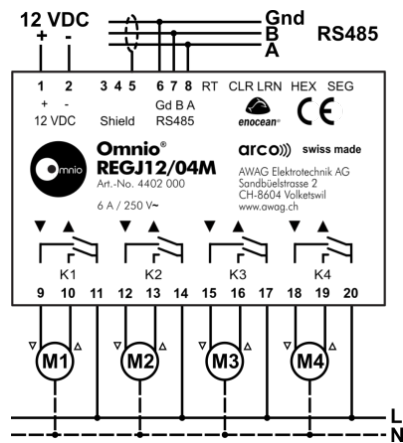 12 VDC
+ -
Gnd
B
A
RS485
1 2 3 4 5 6 7 8 RT CLR LRN HEX SEG
+ - Gd B A
12 VDC Shield RS485
enocean® CE
Omnio
Omnio®
REGJ12/04M
Art.-No. 4402 000
6 A / 250 V~
arco))) swiss made
AWAG Elektrotechnik AG
Sandbüelstrasse 2
CH-8604 Volketswil
www.awag.ch
▼ ▲ ▼ ▲ ▼ ▲ ▼ ▲
K1 K2 K3 K4
9 10 11 12 13 14 15 16 17 18 19 20
▽ △ ▽ △ ▽ △ ▽ △
M1 M2 M3 M4
L
N